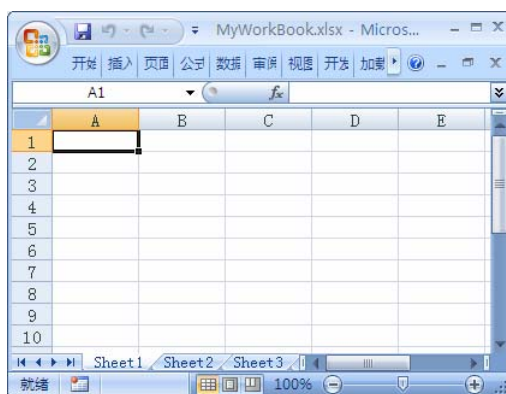 MyWorkBook.xlsx - Micros...
开始 插入 页面 公式 数据 审阅 视图 开发 加载
A1 fx
A B C D E
1
2
3
4
5
6
7
8
9
10
Sheet1 Sheet2 Sheet3
就绪 100%